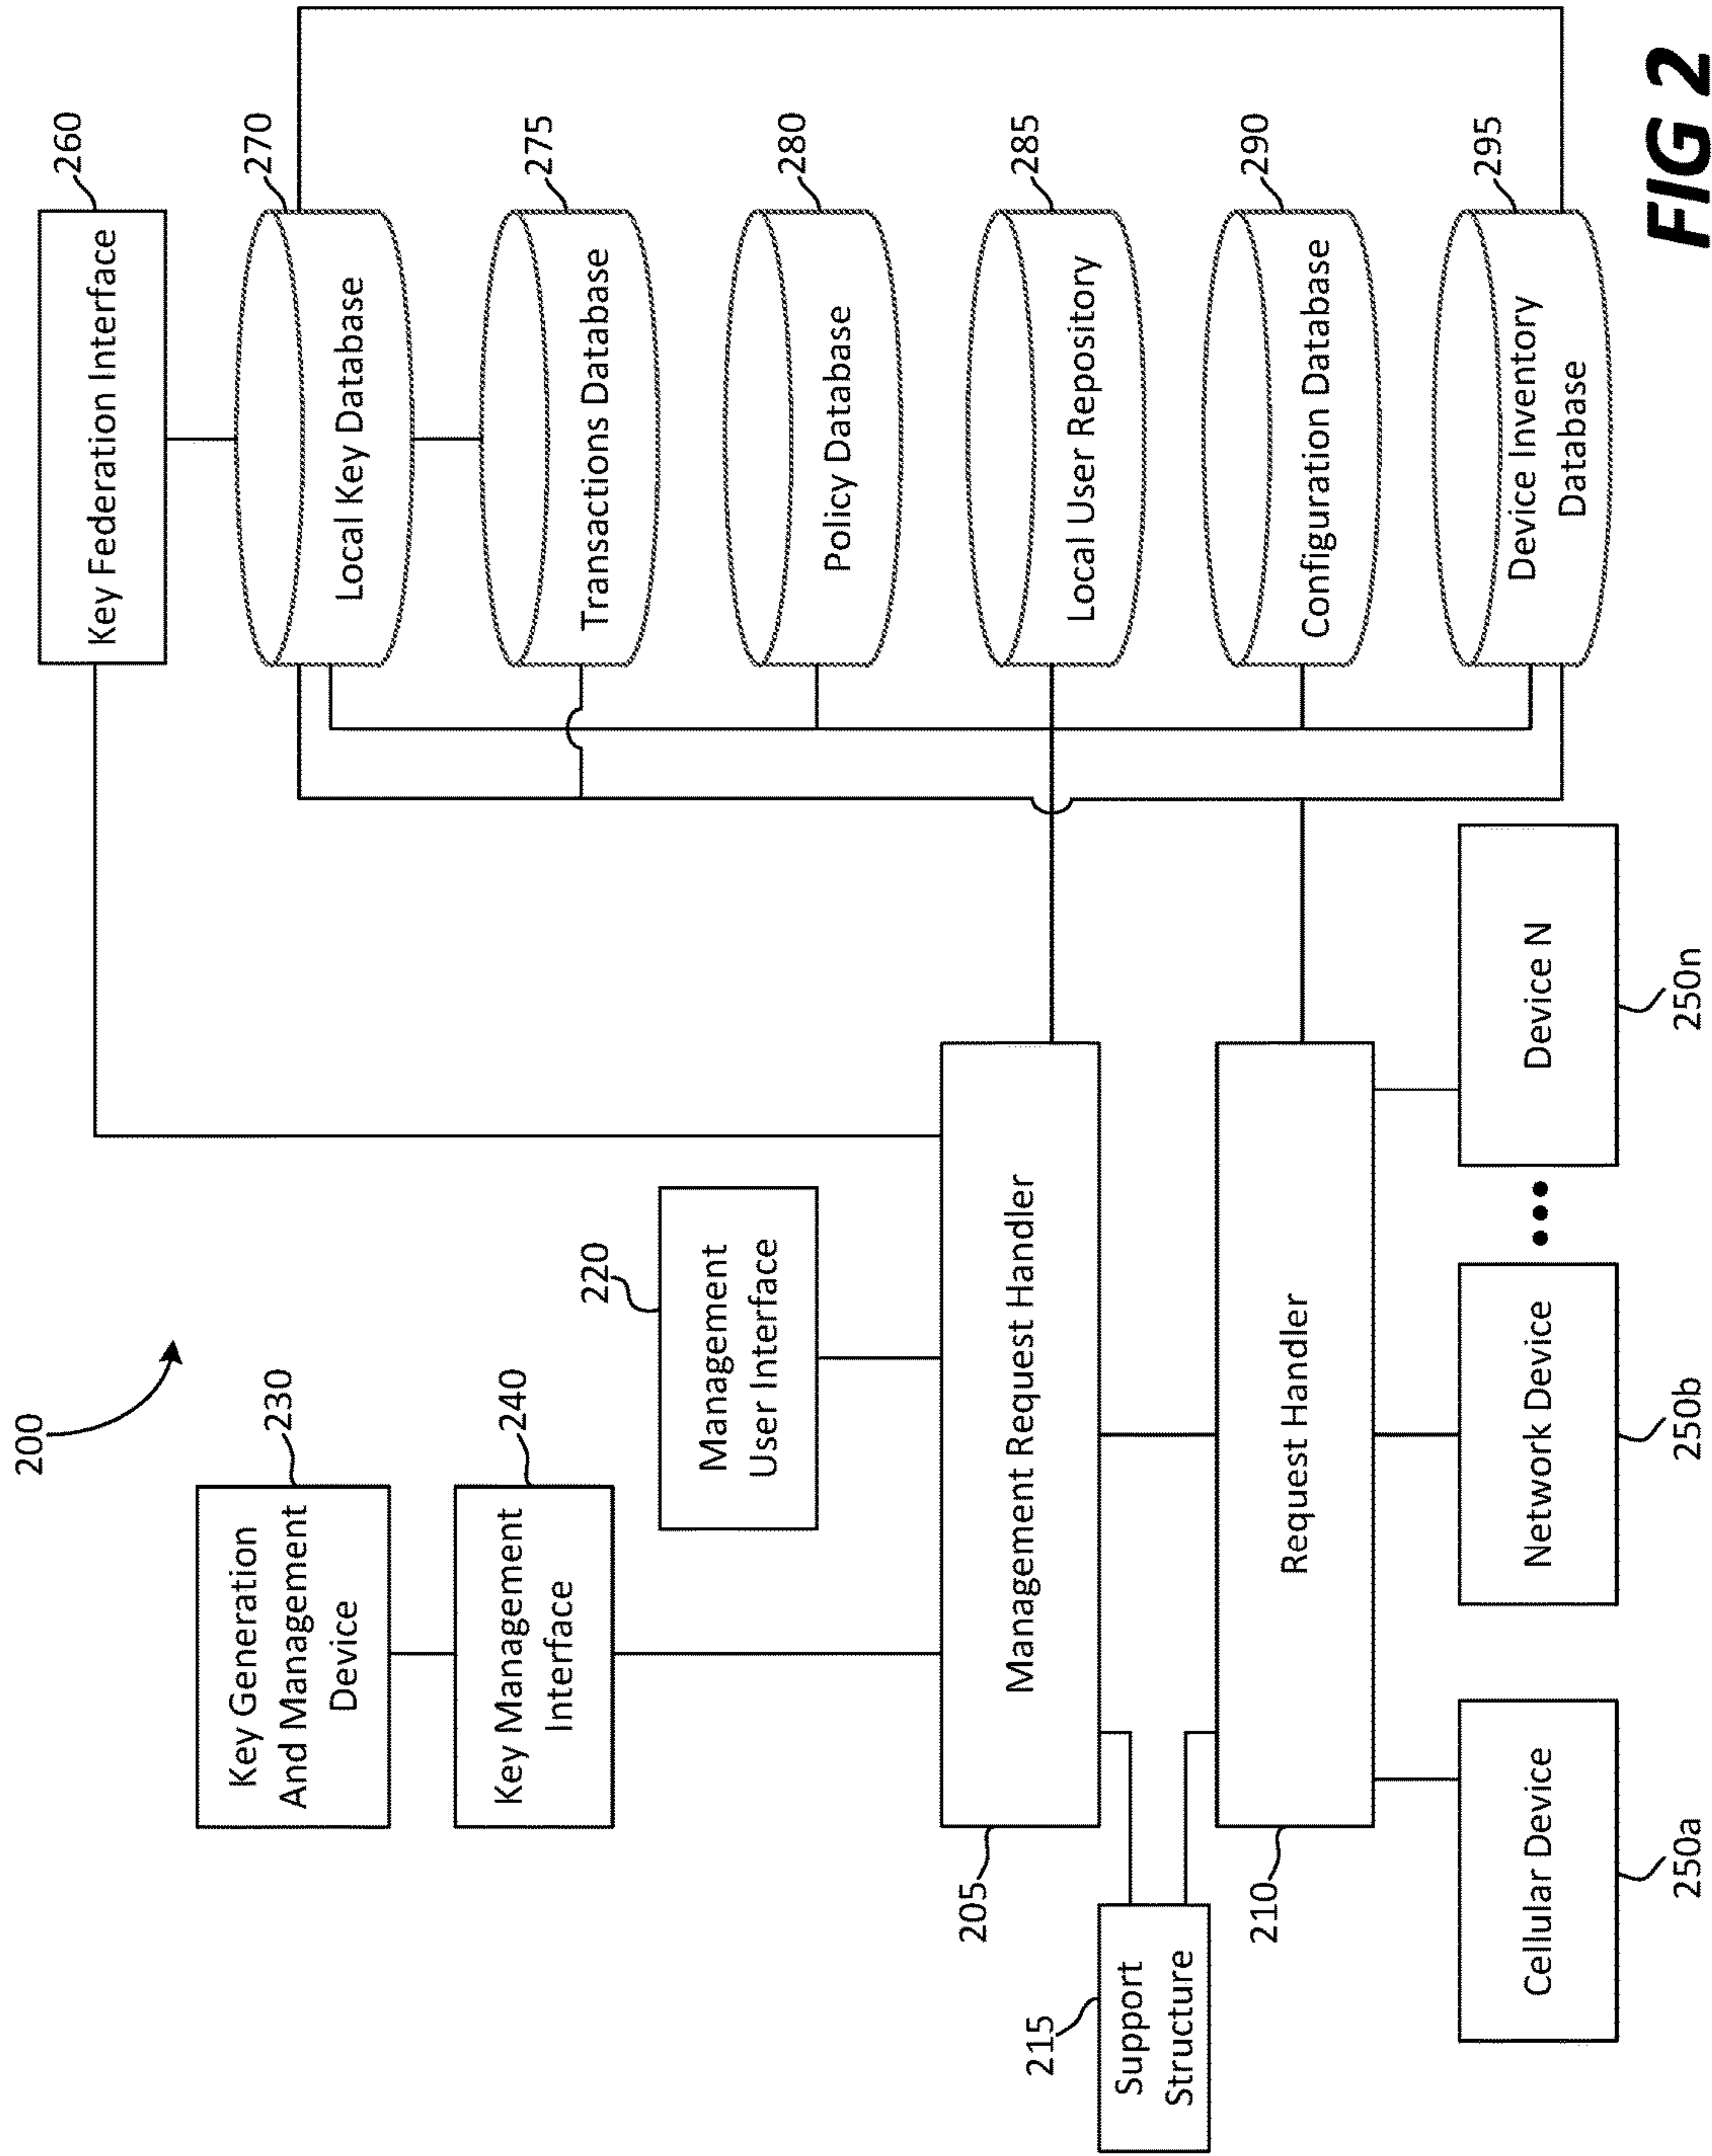 200
230
Key Generation
And Management
Device
240
Key Management
Interface
220
Management
User Interface
260
Key Federation Interface
270
Local Key Database
275
Transactions Database
280
Policy Database
285
Local User Repository
290
Configuration Database
295
Device Inventory
Database
205
Management Request Handler
215
Support
Structure
210
Request Handler
Cellular Device
250a
Network Device
250b
Device N
250n
FIG 2